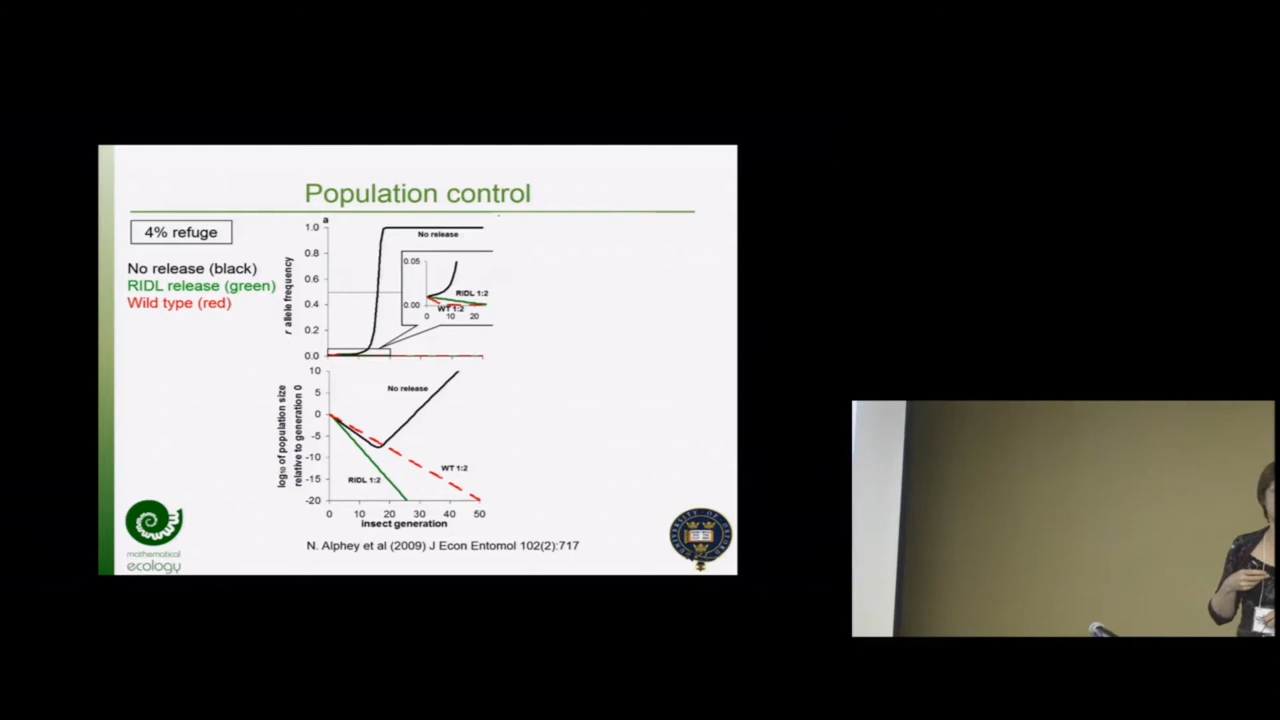 Population control
4% refuge
No release (black)
RIDL release (green)
Wild type (red)
a
r allele frequency
1.0
0.8
0.6
0.4
0.2
0.0
No release
0.05
0.00
RIDL 1:2
WT 1:2
0 10 20
log₁₀ of population size
relative to generation 0
10
5
0
-5
-10
-15
-20
No release
WT 1:2
RIDL 1:2
0 10 20 30 40 50
insect generation
N. Alphey et al (2009) J Econ Entomol 102(2):717
mathematical
ecology
UNIVERSITY OF OXFORD